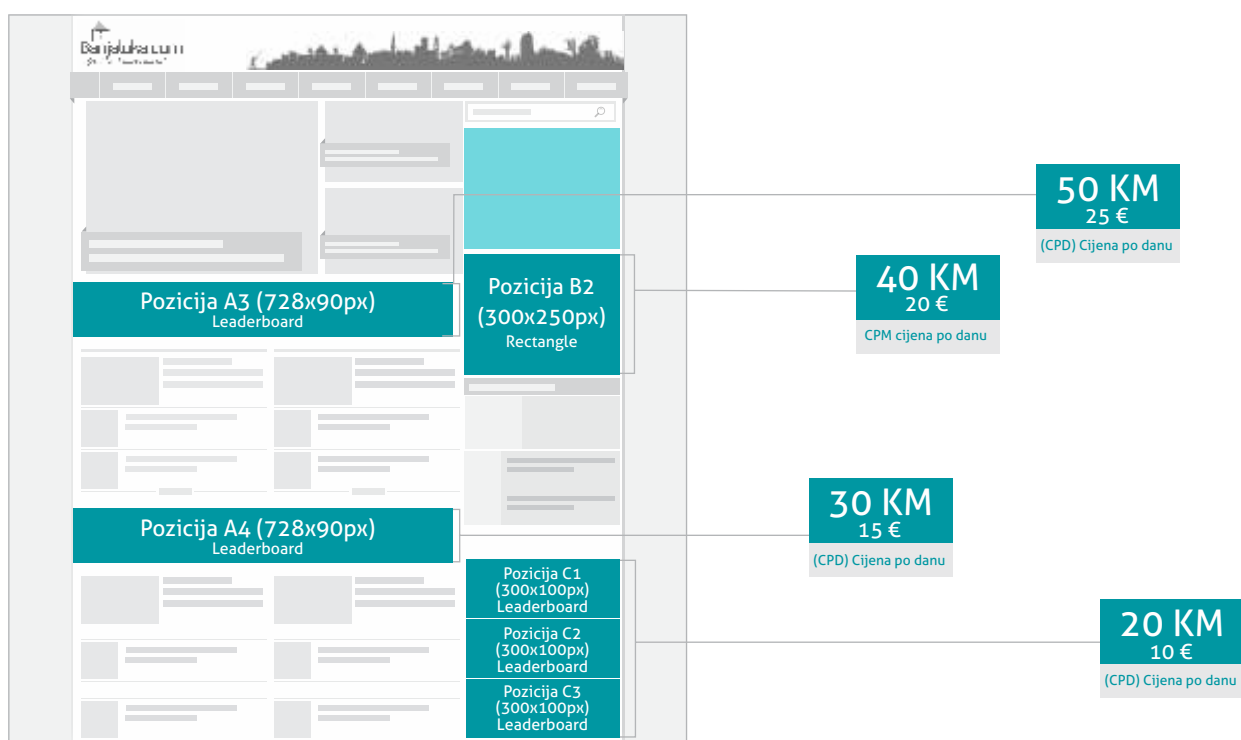 Banjaluka.com
50 KM
25 €
(CPD) Cijena po danu
40 KM
20 €
CPM cijena po danu
Pozicija A3 (728x90px)
Leaderboard
Pozicija B2
(300x250px)
Rectangle
30 KM
15 €
(CPD) Cijena po danu
Pozicija A4 (728x90px)
Leaderboard
Pozicija C1
(300x100px)
Leaderboard
Pozicija C2
(300x100px)
Leaderboard
Pozicija C3
(300x100px)
Leaderboard
20 KM
10 €
(CPD) Cijena po danu